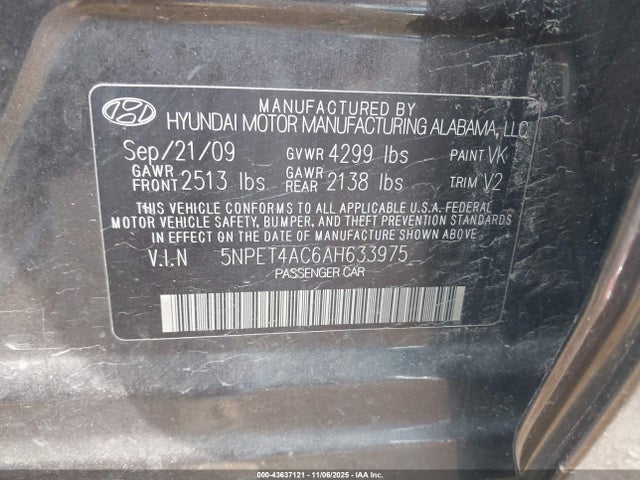 MANUFACTURED BY
HYUNDAI MOTOR MANUFACTURING ALABAMA, LLC
Sep/21/09 GVWR 4299 lbs PAINT VK
GAWR FRONT 2513 lbs GAWR REAR 2138 lbs TRIM V2
THIS VEHICLE CONFORMS TO ALL APPLICABLE U.S.A. FEDERAL
MOTOR VEHICLE SAFETY, BUMPER, AND THEFT PREVENTION STANDARDS
IN EFFECT ON THE DATE OF MANUFACTURE SHOWN ABOVE.
V.I.N 5NPET4AC6AH633975
PASSENGER CAR
000-43637121 - 11/06/2025 - IAAI, Inc.